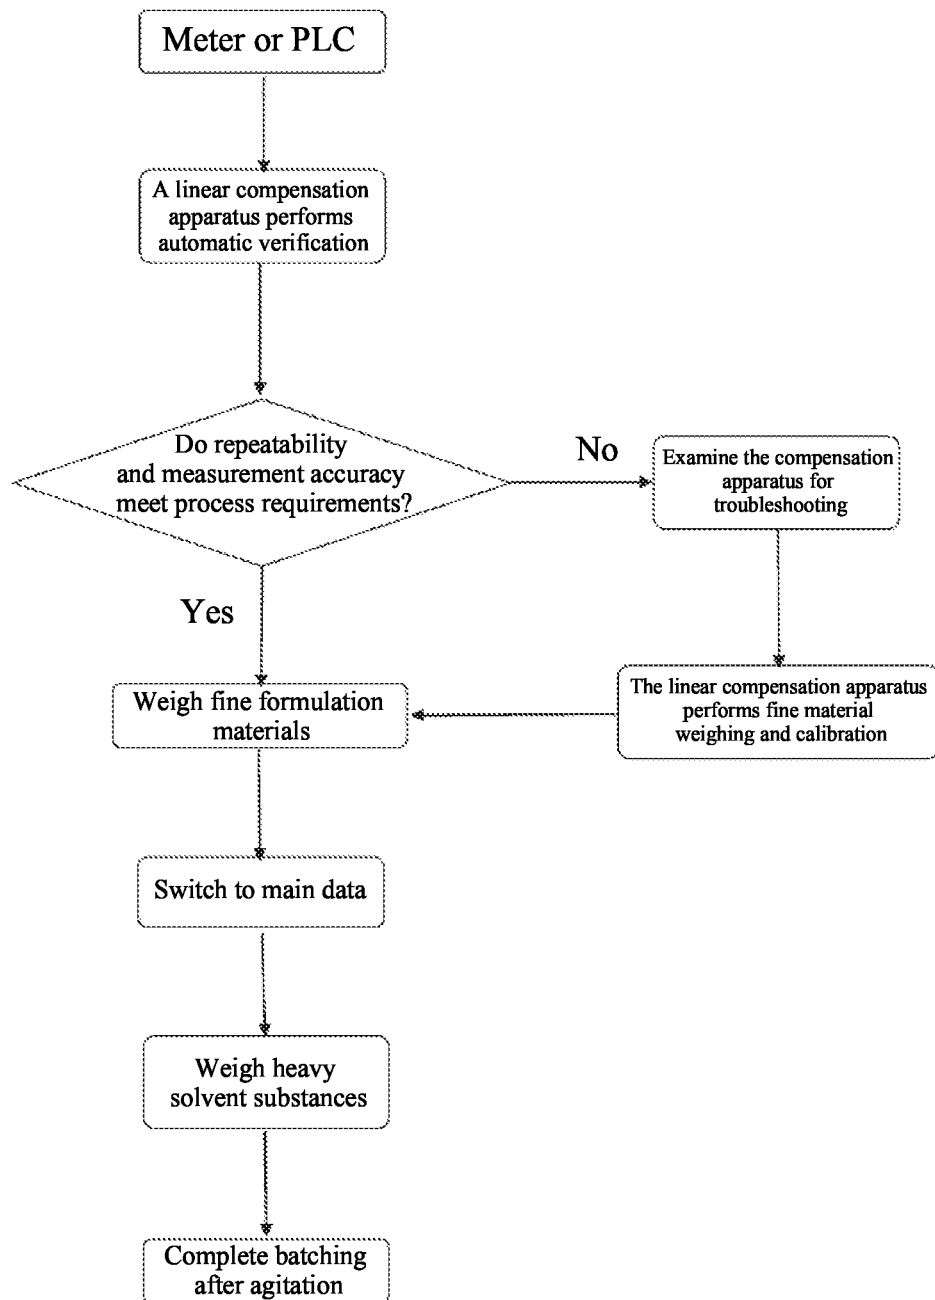 Meter or PLC
A linear compensation
apparatus performs
automatic verification
Do repeatability
and measurement accuracy
meet process requirements?
No
Examine the compensation
apparatus for
troubleshooting
Yes
The linear compensation apparatus
performs fine material
weighing and calibration
Weigh fine formulation
materials
Switch to main data
Weigh heavy
solvent substances
Complete batching
after agitation